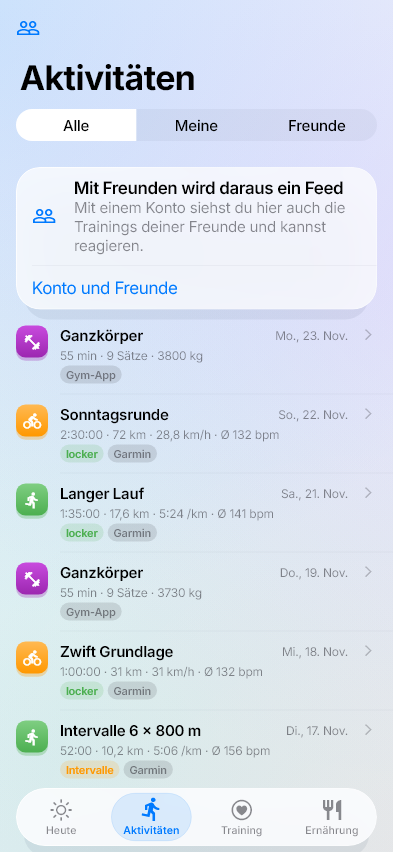 Aktivitäten
Alle Meine Freunde
Mit Freunden wird daraus ein Feed
Mit einem Konto siehst du hier auch die
Trainings deiner Freunde und kannst
reagieren.
Konto und Freunde
Ganzkörper Mo., 23. Nov.
55 min · 9 Sätze · 3800 kg
Gym-App
Sonntagsrunde So., 22. Nov.
2:30:00 · 72 km · 28,8 km/h · Ø 132 bpm
locker Garmin
Langer Lauf Sa., 21. Nov.
1:35:00 · 17,6 km · 5:24 /km · Ø 141 bpm
locker Garmin
Ganzkörper Do., 19. Nov.
55 min · 9 Sätze · 3730 kg
Gym-App
Zwift Grundlage Mi., 18. Nov.
1:00:00 · 31 km · 31 km/h · Ø 132 bpm
locker Garmin
Intervalle 6 × 800 m Di., 17. Nov.
52:00 · 10,2 km · 5:06 /km · Ø 156 bpm
Intervalle Garmin
Heute Aktivitäten Training Ernährung